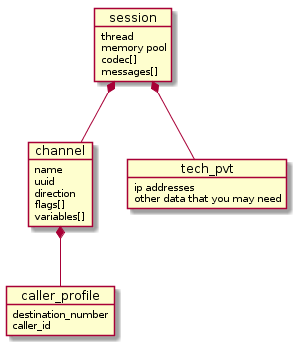 session
thread
memory pool
codec[]
messages[]
channel
name
uuid
direction
flags[]
variables[]
tech_pvt
ip addresses
other data that you may need
caller_profile
destination_number
caller_id